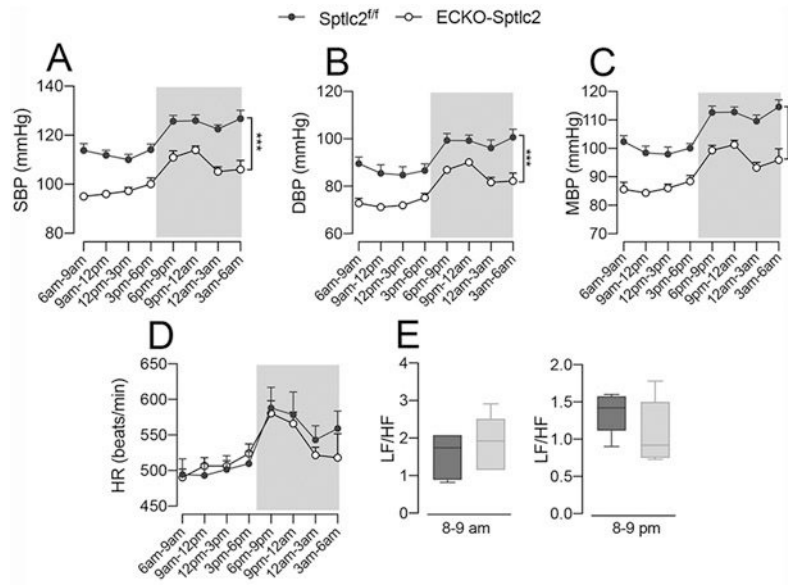 Sptlc2f/f ECKO-Sptlc2
A
SBP (mmHg)
140
120
100
80
***
6am-9am
9am-12pm
12pm-3pm
3pm-6pm
6pm-9pm
9pm-12am
12am-3am
3am-6am
B
DBP (mmHg)
120
100
80
60
***
6am-9am
9am-12pm
12pm-3pm
3pm-6pm
6pm-9pm
9pm-12am
12am-3am
3am-6am
C
MBP (mmHg)
120
110
100
90
80
70
6am-9am
9am-12pm
12pm-3pm
3pm-6pm
6pm-9pm
9pm-12am
12am-3am
3am-6am
D
HR (beats/min)
650
600
550
500
450
6am-9am
9am-12pm
12pm-3pm
3pm-6pm
6pm-9pm
9pm-12am
12am-3am
3am-6am
E
LF/HF
4
3
2
1
0
8-9 am
LF/HF
2.0
1.5
1.0
0.5
0.0
8-9 pm